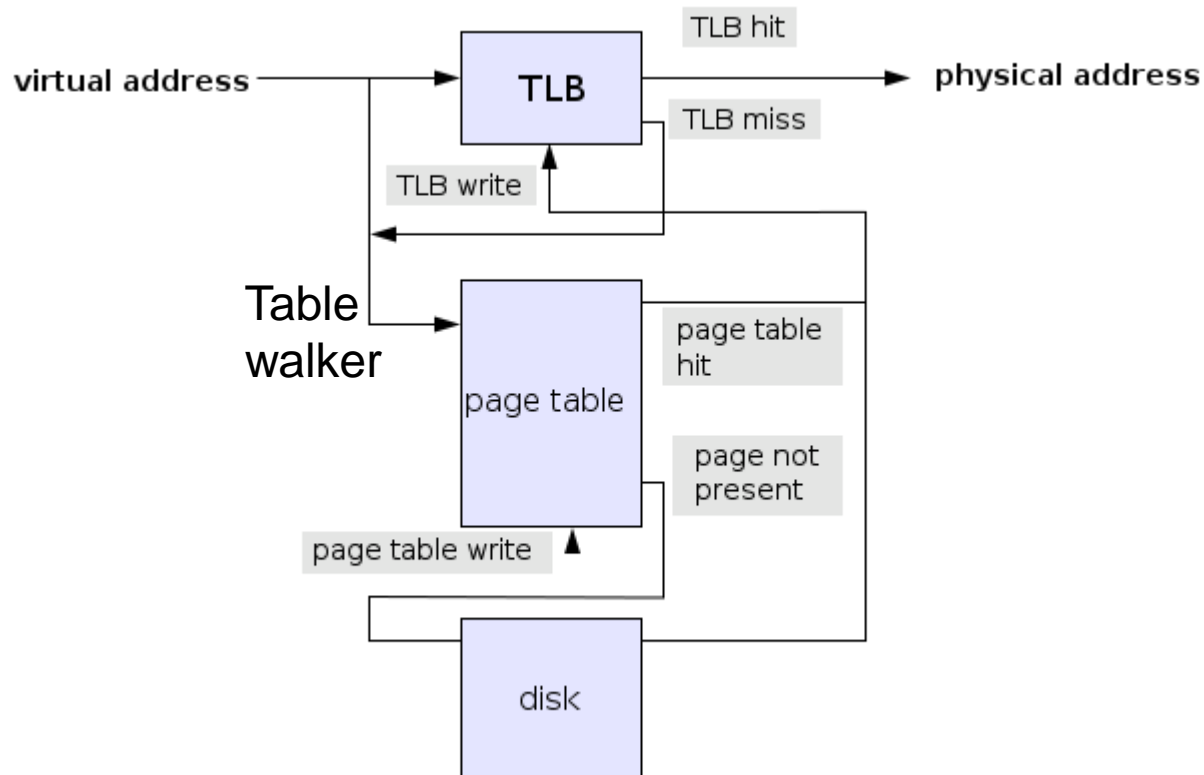 TLB hit
virtual address
TLB
physical address
TLB miss
TLB write
Table
walker
page table
hit
page table
page not
present
page table write
disk